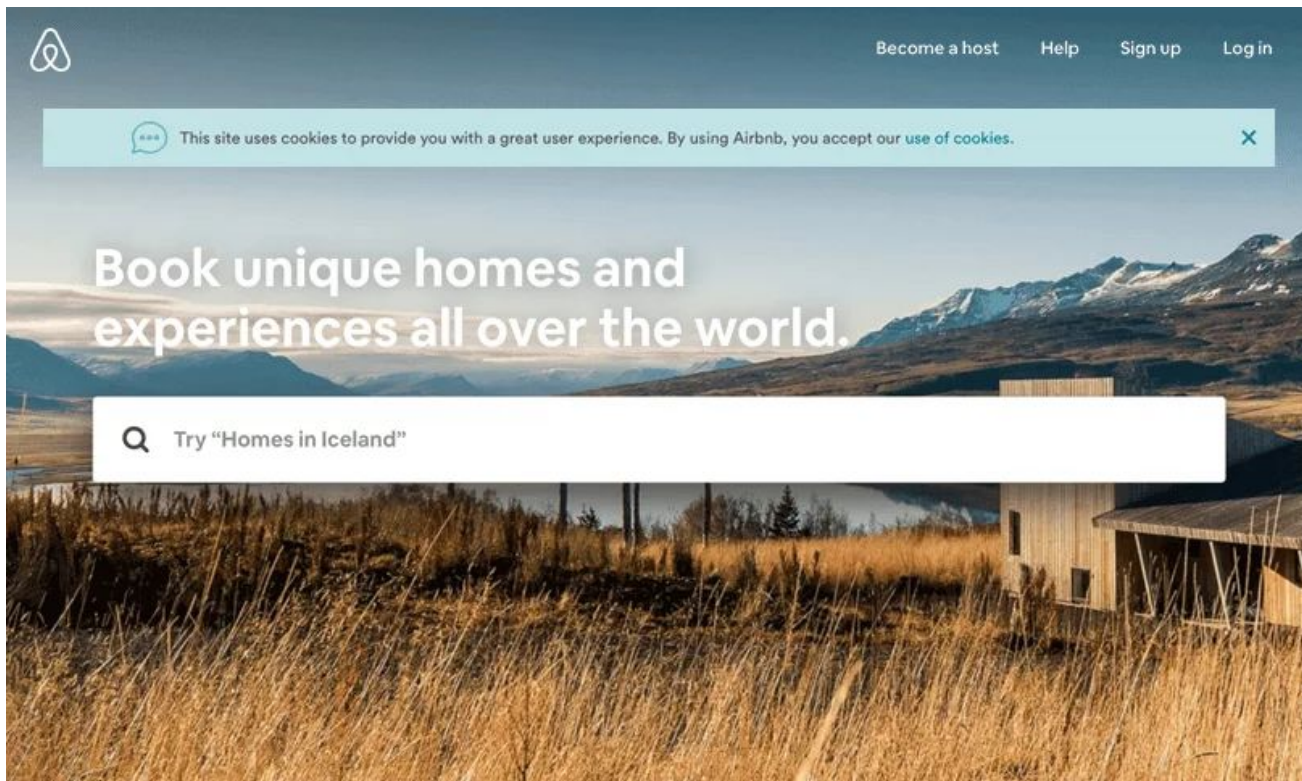 Become a host Help Sign up Log in
This site uses cookies to provide you with a great user experience. By using Airbnb, you accept our use of cookies.
Book unique homes and
experiences all over the world.
Try “Homes in Iceland”